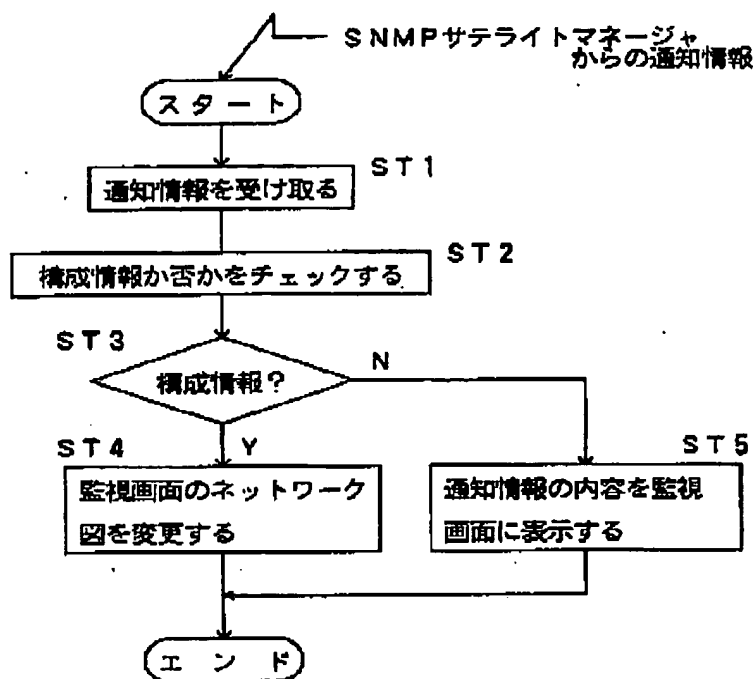 SNMPサテライトマネージャ
からの通知情報
スタート
ST1
通知情報を受け取る
ST2
構成情報か否かをチェックする
ST3
構成情報?
N
Y
ST4
監視画面のネットワーク
図を変更する
ST5
通知情報の内容を監視
画面に表示する
エンド